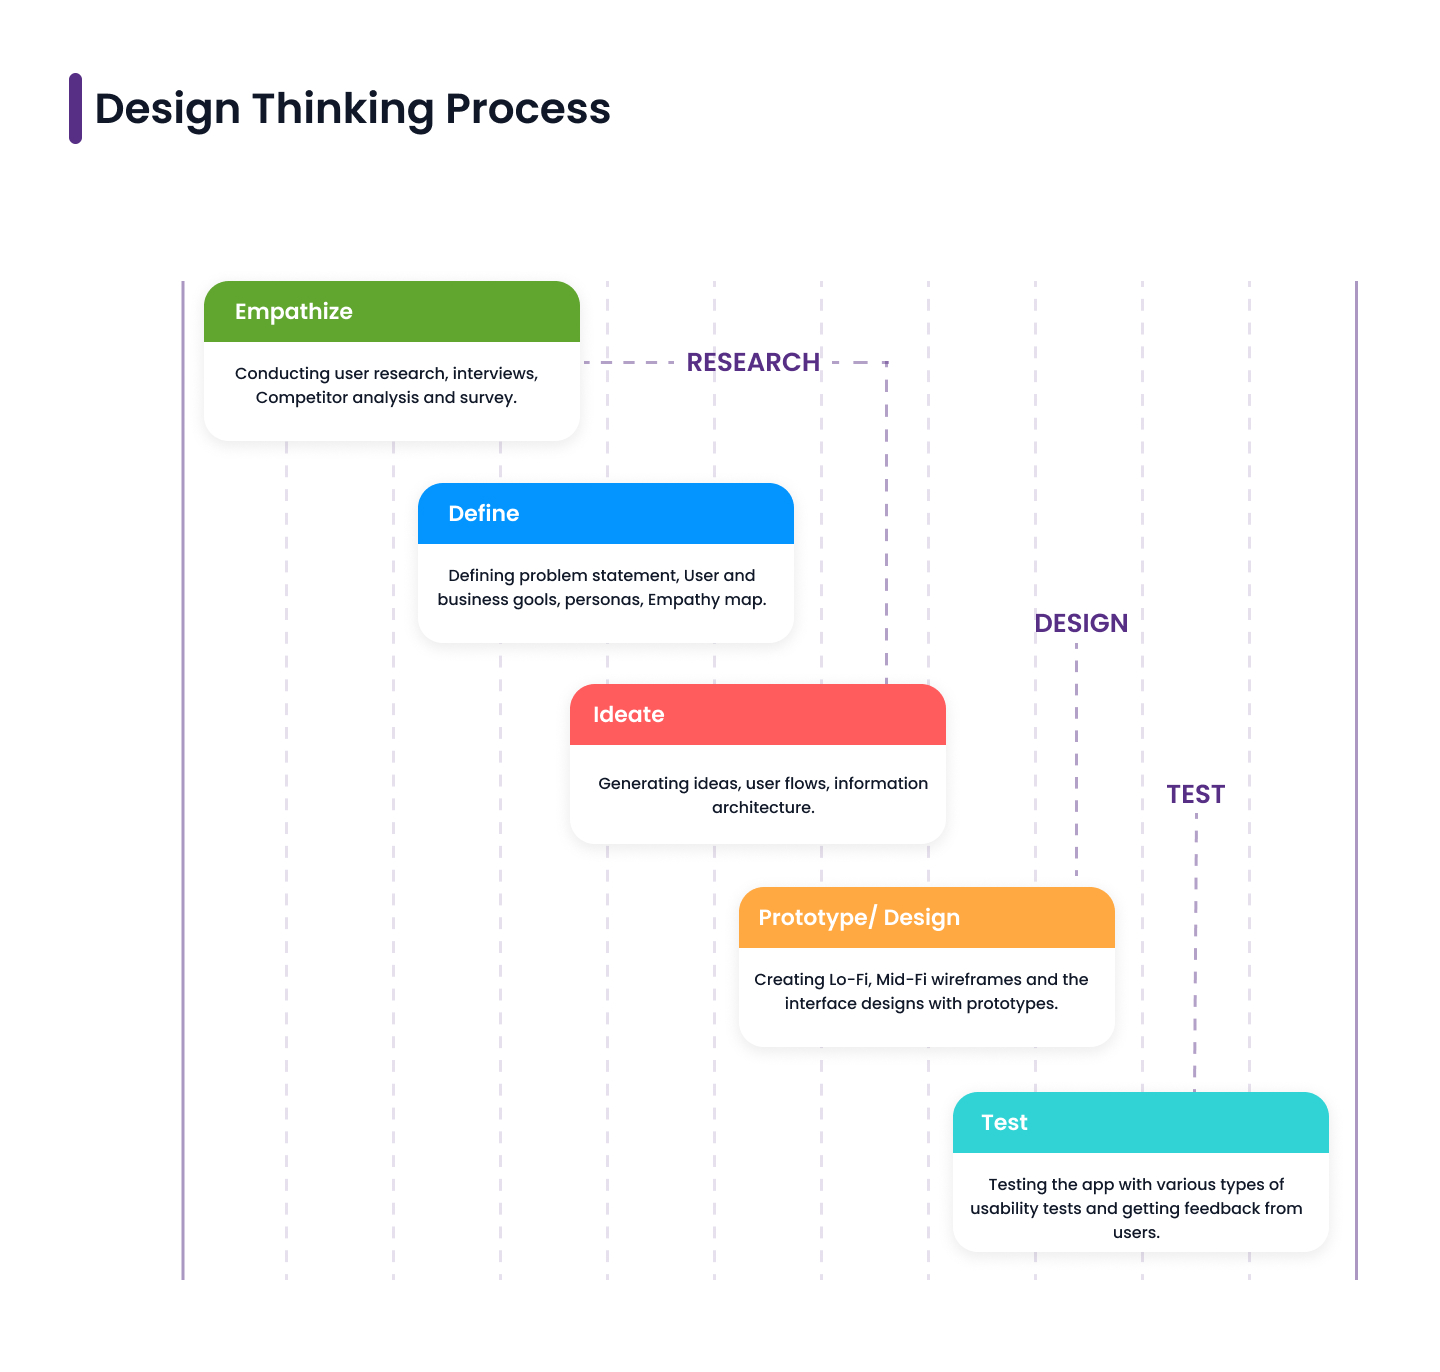 Design Thinking Process
Empathize
Conducting user research, interviews,
Competitor analysis and survey.
RESEARCH
Define
Defining problem statement, User and
business gools, personas, Empathy map.
DESIGN
Ideate
Generating ideas, user flows, information
architecture.
TEST
Prototype/ Design
Creating Lo-Fi, Mid-Fi wireframes and the
interface designs with prototypes.
Test
Testing the app with various types of
usability tests and getting feedback from
users.